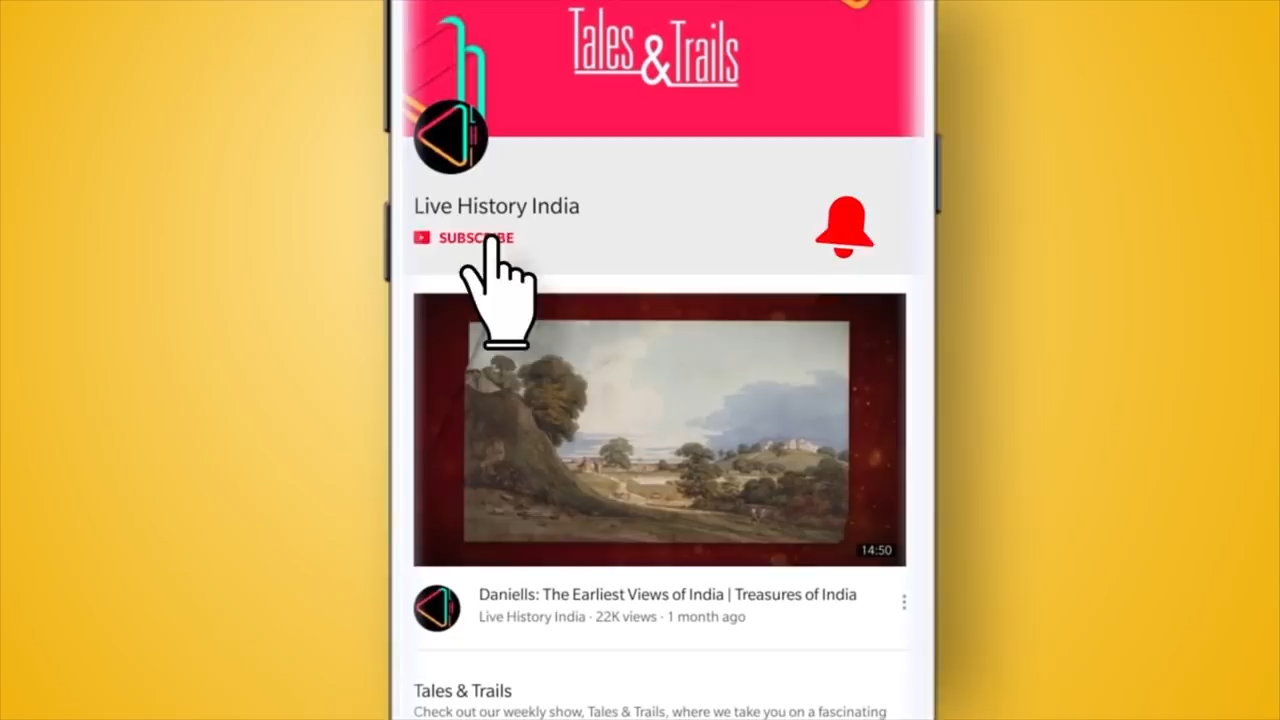 Tales & Trails
Live History India
SUBSCRIBE
14:50
Daniells: The Earliest Views of India | Treasures of India
Live History India · 22K views · 1 month ago
Tales & Trails
Check out our weekly show, Tales & Trails, where we take you on a fascinating